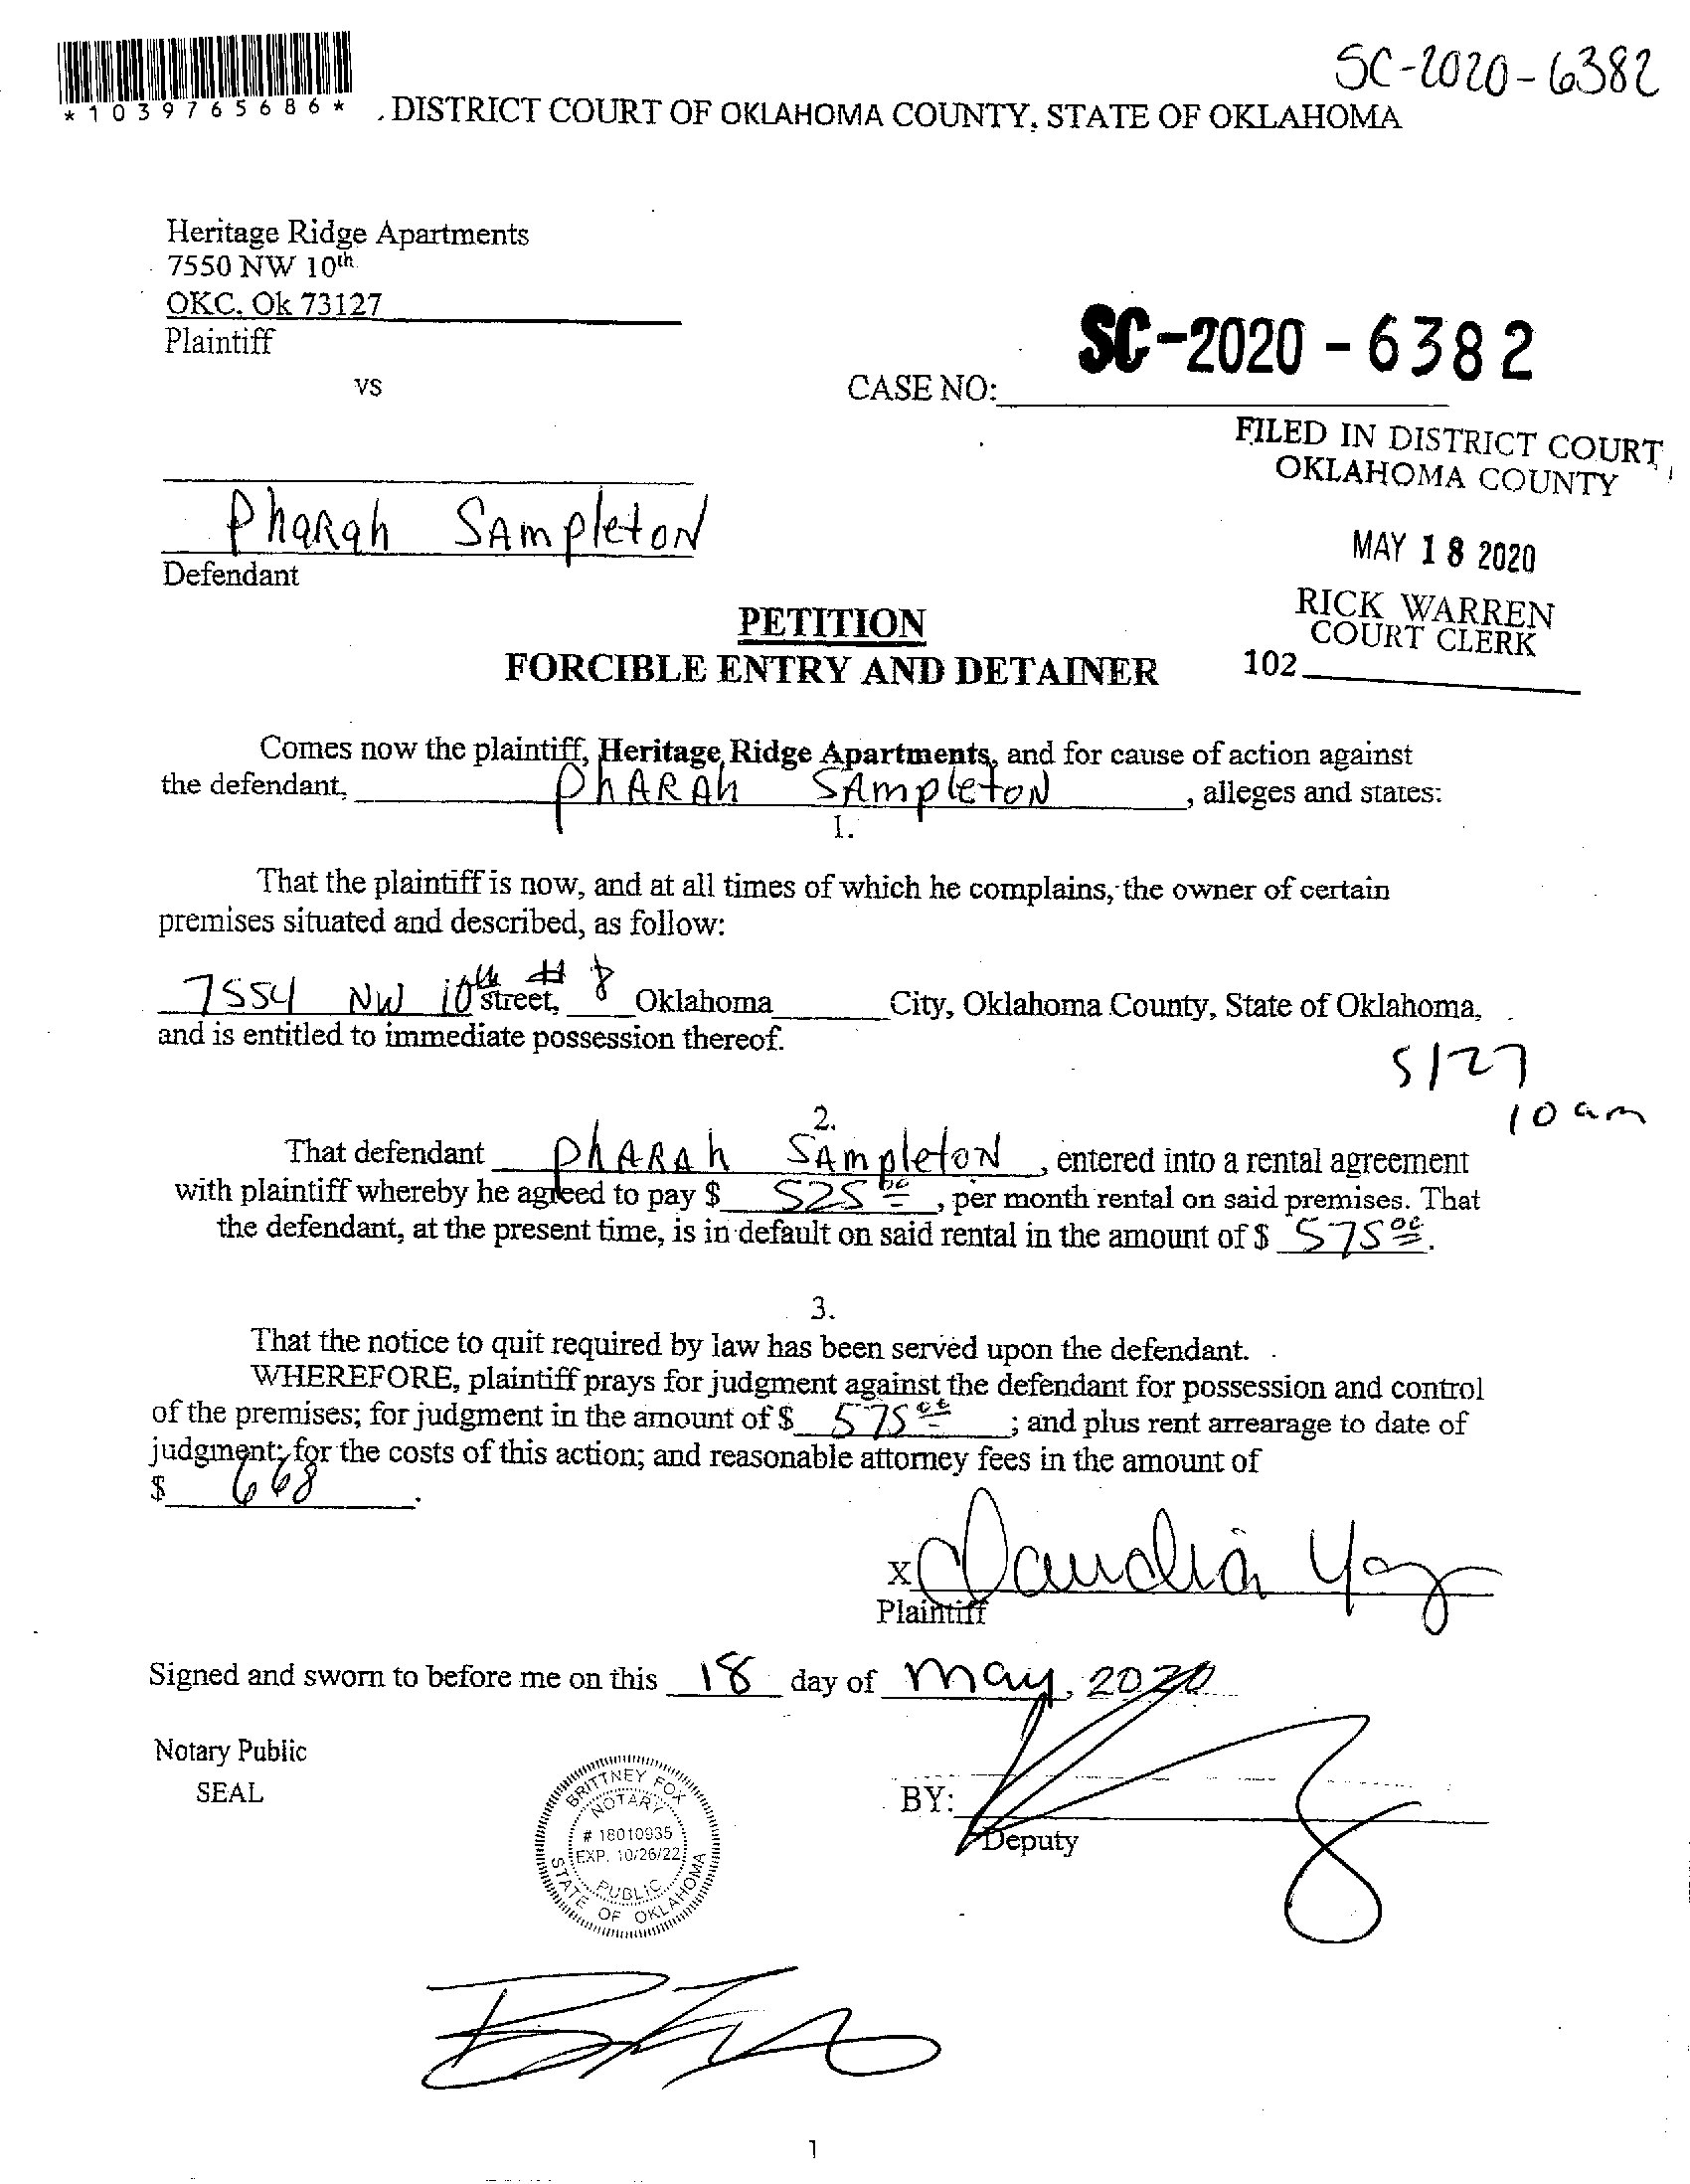 SC-2020-6382
*1039765686*
. DISTRICT COURT OF OKLAHOMA COUNTY, STATE OF OKLAHOMA
Heritage Ridge Apartments
7550 NW 10th
OKC, Ok 73127
Plaintiff
vs
SC-2020-6382
CASE NO:
FILED IN DISTRICT COURT
OKLAHOMA COUNTY
Pharah Sampleton
Defendant
MAY 18 2020
RICK WARREN
COURT CLERK
102
PETITION
FORCIBLE ENTRY AND DETAINER
Comes now the plaintiff, Heritage Ridge Apartments, and for cause of action against
the defendant, Pharah Sampleton, alleges and states:
1.
That the plaintiff is now, and at all times of which he complains, the owner of certain
premises situated and described, as follow:
7554 NW 10th street, # 8 Oklahoma City, Oklahoma County, State of Oklahoma,
and is entitled to immediate possession thereof.
5/27
10 am
2.
That defendant Pharah Sampleton, entered into a rental agreement
with plaintiff whereby he agreed to pay $ 525 00, per month rental on said premises. That
the defendant, at the present time, is in default on said rental in the amount of $ 575 00.
3.
That the notice to quit required by law has been served upon the defendant.
WHEREFORE, plaintiff prays for judgment against the defendant for possession and control
of the premises; for judgment in the amount of $ 575 00; and plus rent arrearage to date of
judgment; for the costs of this action; and reasonable attorney fees in the amount of
$ 668.
x Claudia
Plaintiff
Signed and sworn to before me on this 18 day of May, 2020
Notary Public
SEAL
BRITTNEY FOX
NOTARY
# 18010935
EXP. 10/26/22
PUBLIC
STATE OF OKLAHOMA
BY:
Deputy
1